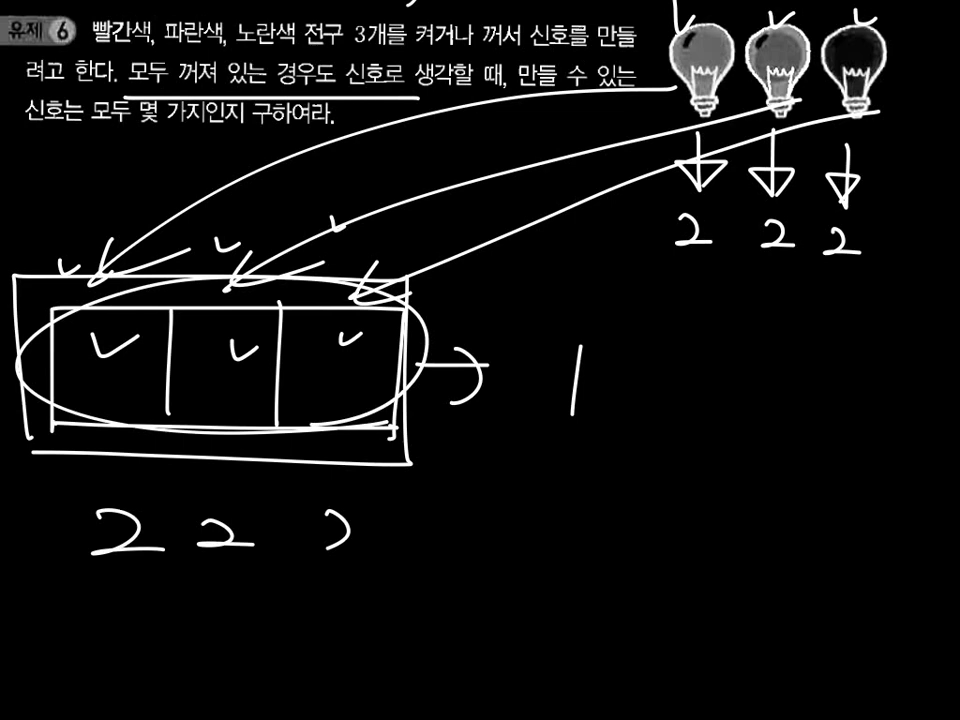 유제 6 빨간색, 파란색, 노란색 전구 3개를 켜거나 꺼서 신호를 만들
려고 한다. 모두 꺼져 있는 경우도 신호로 생각할 때, 만들 수 있는
신호는 모두 몇 가지인지 구하여라.
2 2 2
1
2 2